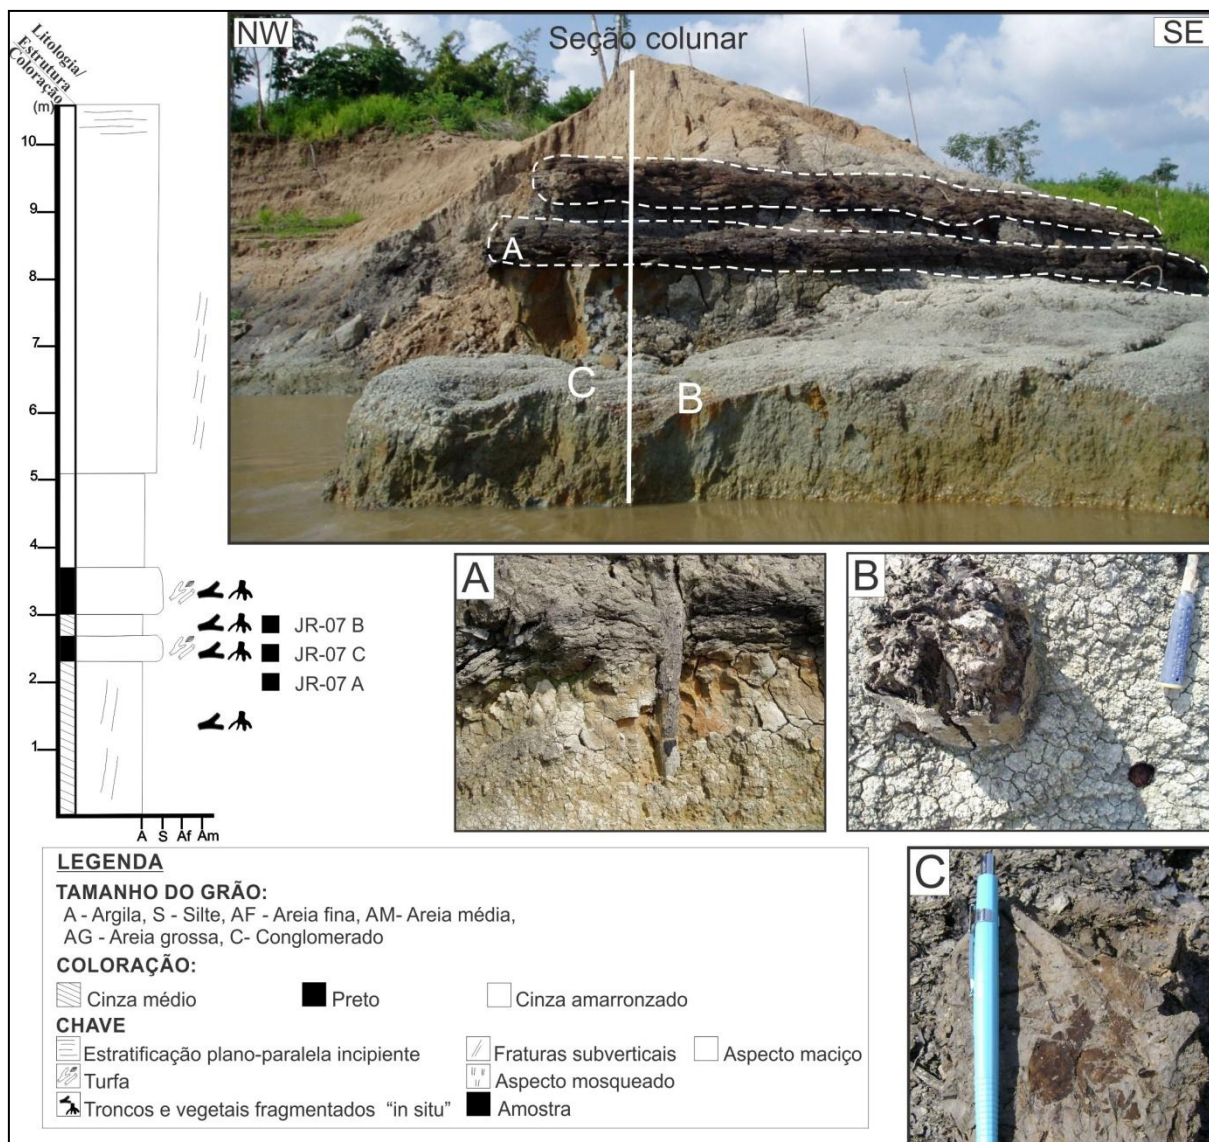 Litologia/
Estrutura
Coloração
(m)
10
9
8
7
6
5
4
3
2
1
A S Af Am
JR-07 B
JR-07 C
JR-07 A
NW
Seção colunar
SE
A
C
B
A
B
C
LEGENDA
TAMANHO DO GRÃO:
A - Argila, S - Silte, AF - Areia fina, AM- Areia média,
AG - Areia grossa, C- Conglomerado
COLORAÇÃO:
Cinza médio Preto Cinza amarronzado
CHAVE
Estratificação plano-paralela incipiente Fraturas subverticais Aspecto maciço
Turfa Aspecto mosqueado
Troncos e vegetais fragmentados “in situ” Amostra